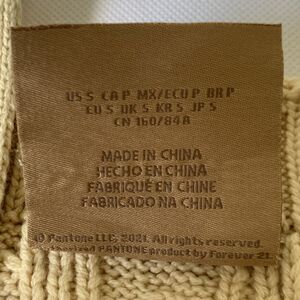 US S CA P MX/ECU P BR P
EU S UK S KR S JP S
CN 160/84A
MADE IN CHINA
HECHO EN CHINA
FABRIQUÉ EN CHINE
FABRICADO NA CHINA
© Pantone LLC, 2021. All rights reserved.
PANTONE product by Forever 21.